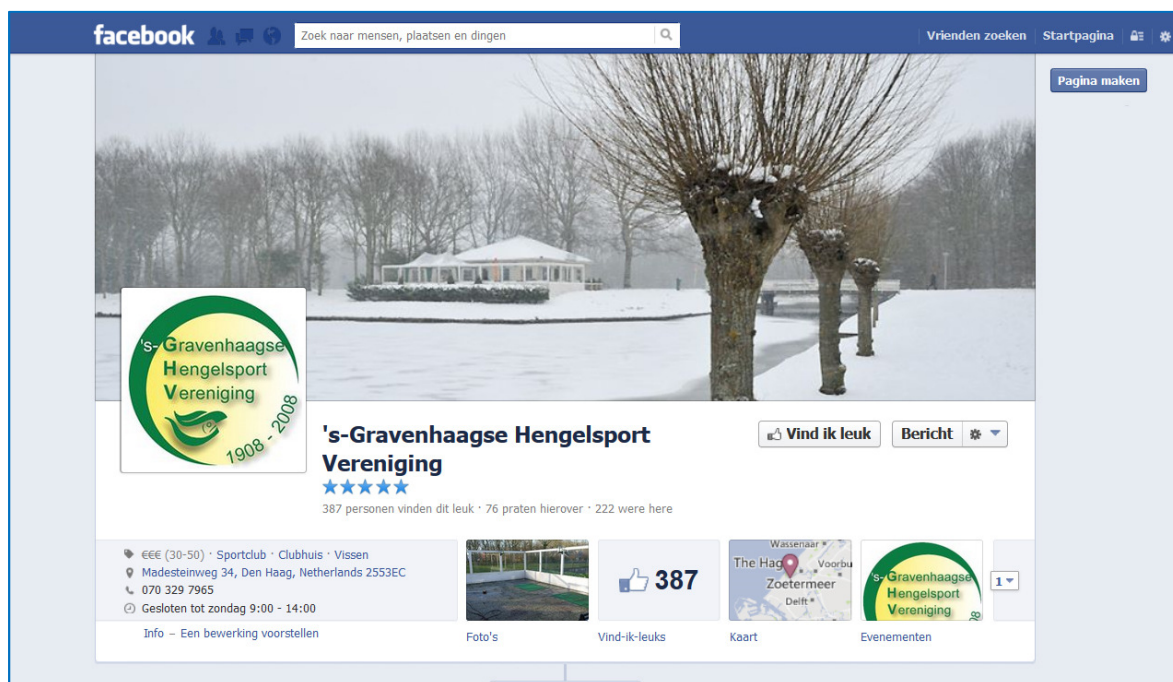 facebook
Zoek naar mensen, plaatsen en dingen
Vrienden zoeken
Startpagina
Pagina maken
's-Gravenhaagse
Hengelsport
Vereniging
1908 - 2008
's-Gravenhaagse Hengelsport
Vereniging
Vind ik leuk
Bericht
387 personen vinden dit leuk · 76 praten hierover · 222 were here
€€€ (30-50) · Sportclub · Clubhuis · Vissen
Madesteinweg 34, Den Haag, Netherlands 2553EC
070 329 7965
Gesloten tot zondag 9:00 - 14:00
Info – Een bewerking voorstellen
Foto's
387
Vind-ik-leuks
Wassenaar
The Hag
Voorbu
Zoetermeer
Delft
Kaart
's-Gravenhaagse
Hengelsport
Vereniging
Evenementen
1